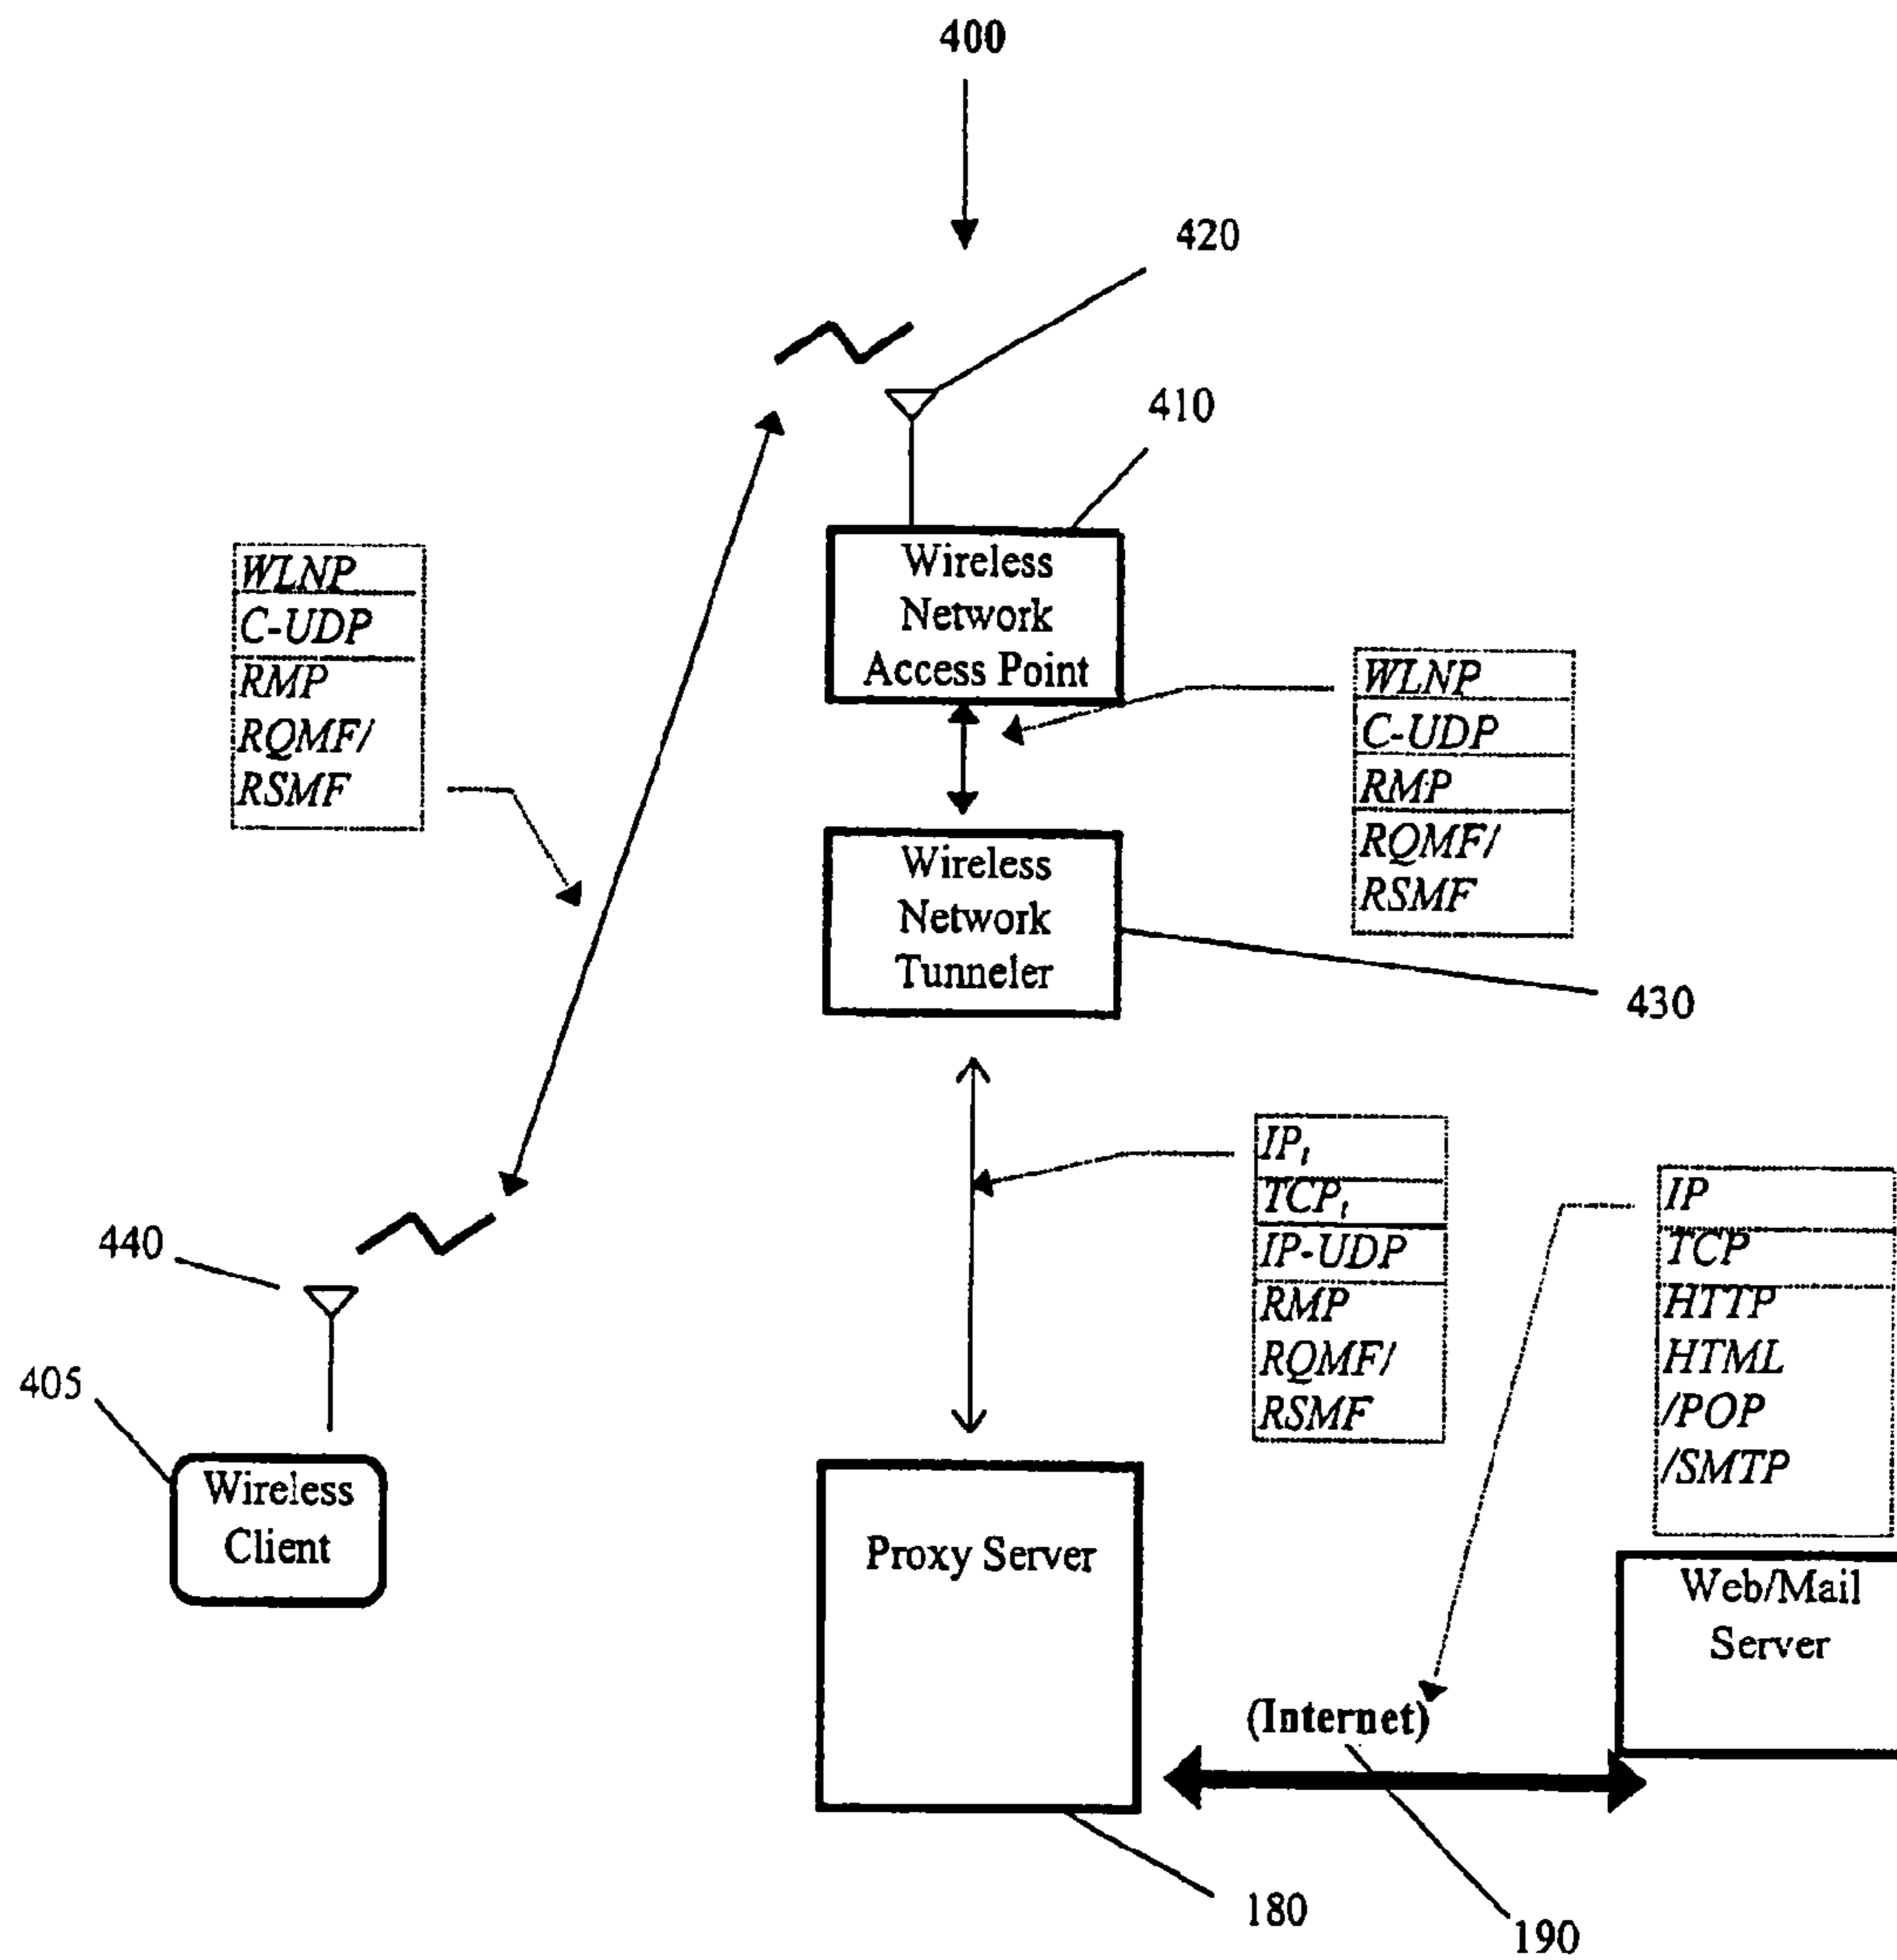 400
420
410
Wireless
Network
Access Point
WLNP
C-UDP
RMP
RQMF/
RSMF
WLNP
C-UDP
RMP
RQMF/
RSMF
Wireless
Network
Tunneler
430
IPt
TCPt
IP-UDP
RMP
RQMF/
RSMF
IP
TCP
HTTP
HTML
/POP
/SMTP
440
405
Wireless
Client
Proxy Server
Web/Mail
Server
(Internet)
180
190